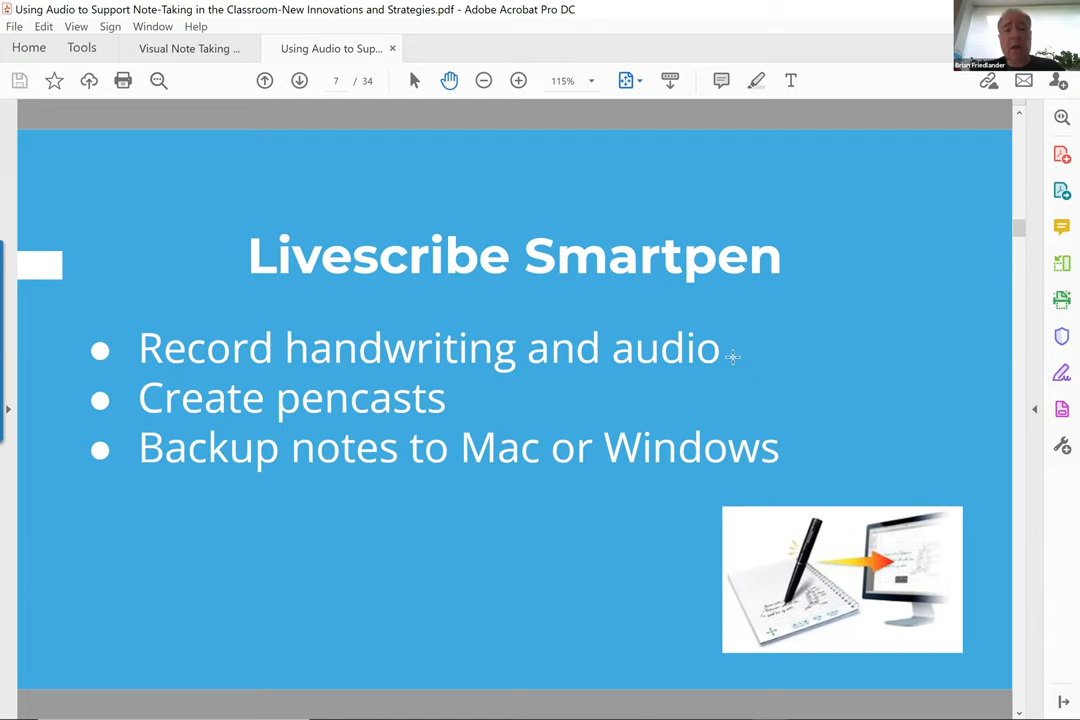 Using Audio to Support Note-Taking in the Classroom-New Innovations and Strategies.pdf - Adobe Acrobat Pro DC
File Edit View Sign Window Help
Home Tools Visual Note Taking ... Using Audio to Sup... ×
7 / 34 115%
Brian Friedlander
Livescribe Smartpen
● Record handwriting and audio
● Create pencasts
● Backup notes to Mac or Windows